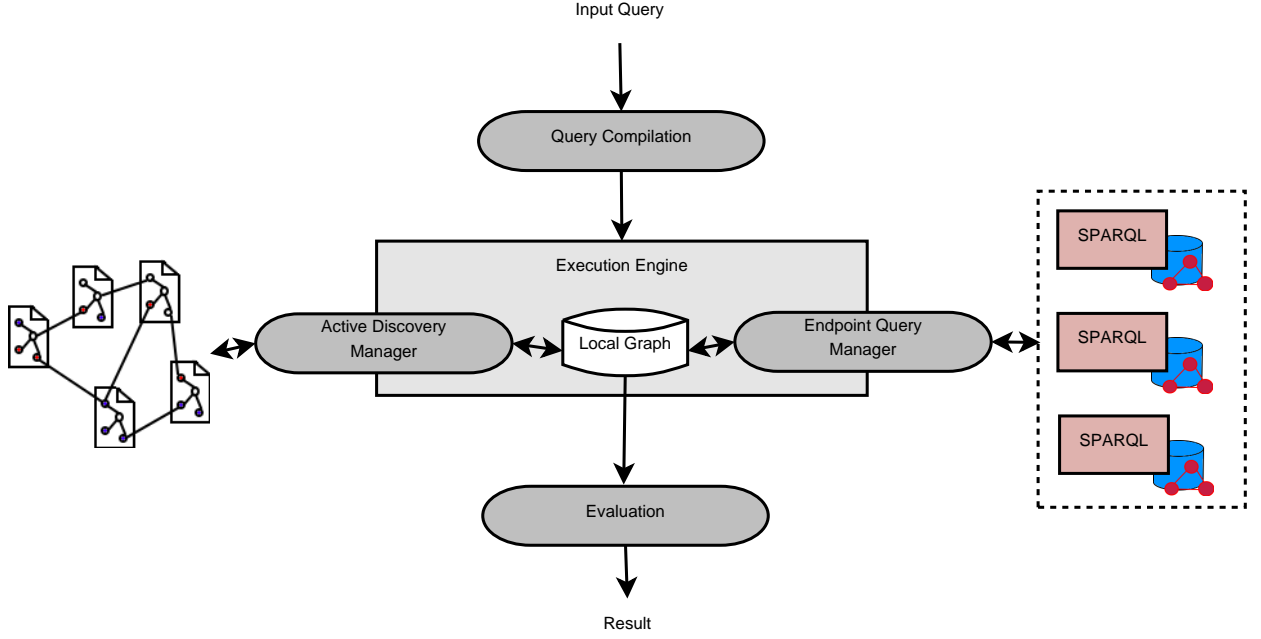 Input Query
Query Compilation
Execution Engine
Active Discovery
Manager
Local Graph
Endpoint Query
Manager
SPARQL
SPARQL
SPARQL
Evaluation
Result